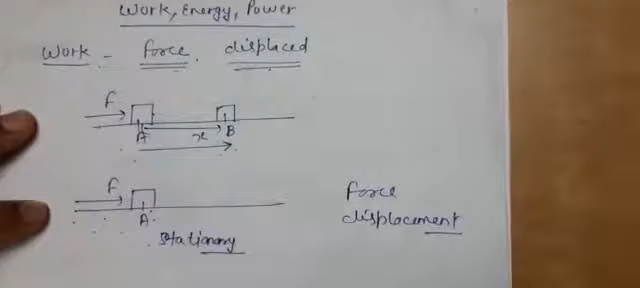 Work, Energy, Power
Work - force. displaced
F
A x B
F
A
stationary
force
displacement